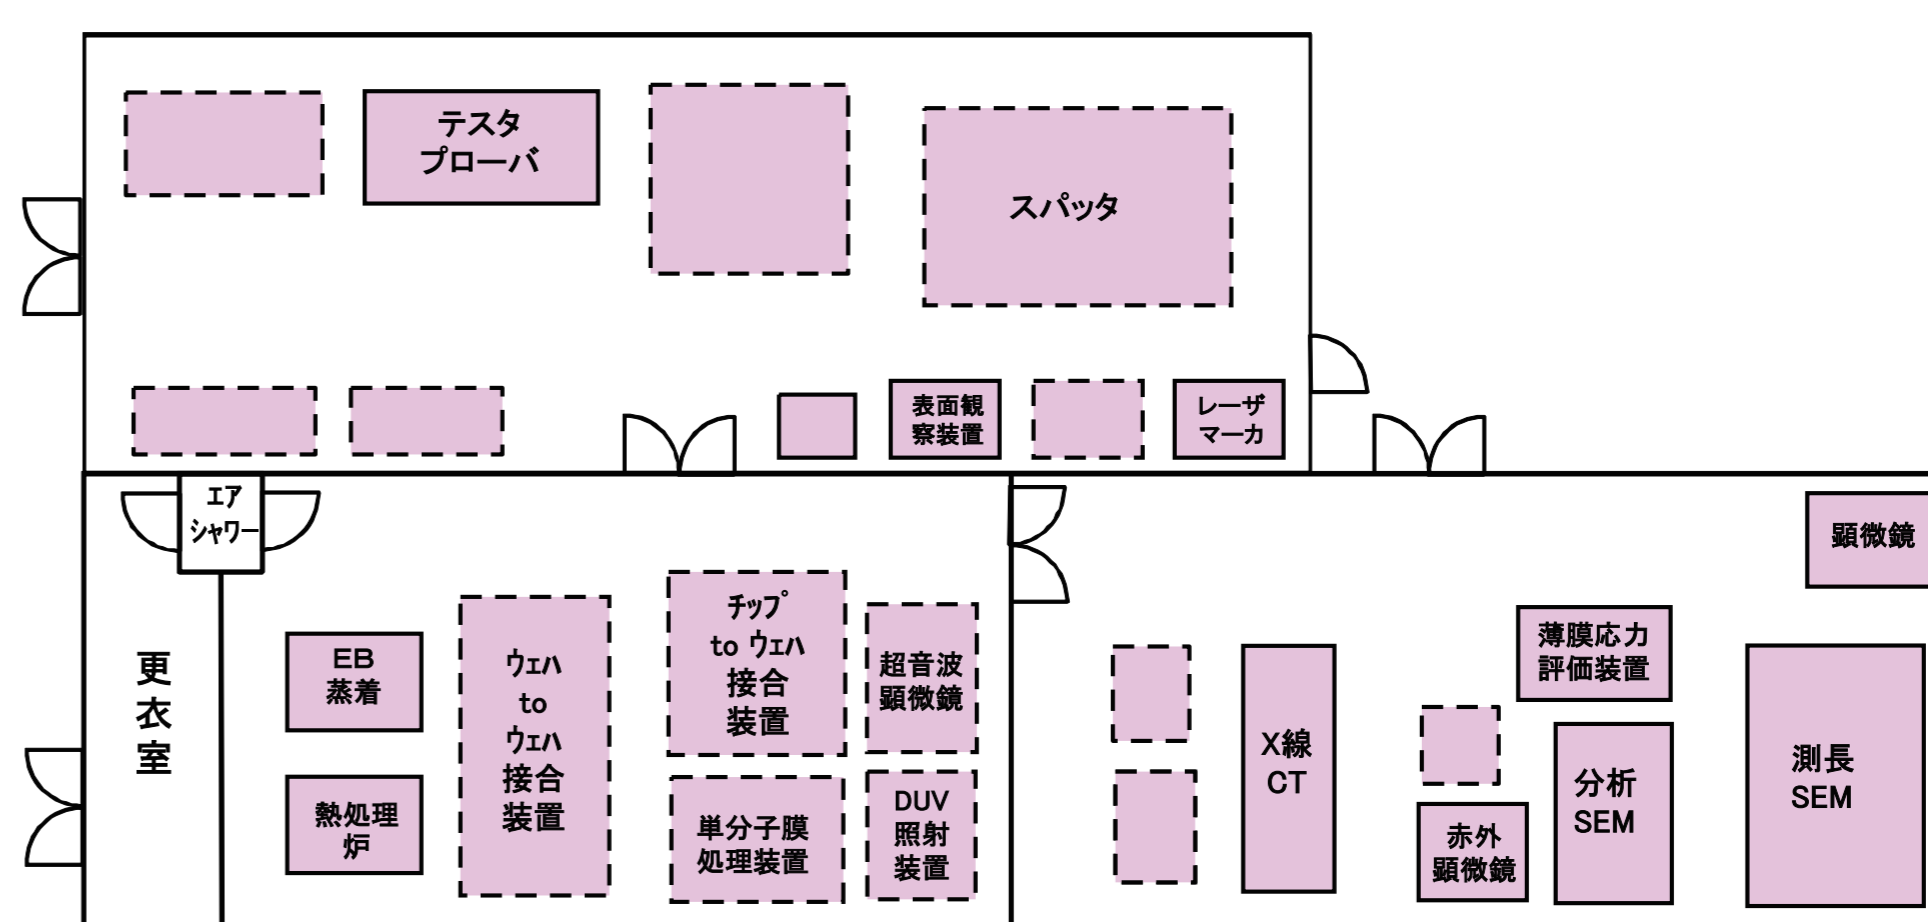 テスタ
プローバ
スパッタ
表面観
察装置
レーザ
マーカ
エア
シャワー
更
衣
室
EB
蒸着
熱処理
炉
ウェハ
to
ウェハ
接合
装置
チップ
to ウェハ
接合
装置
単分子膜
処理装置
超音波
顕微鏡
DUV
照射
装置
X線
CT
顕微鏡
薄膜応力
評価装置
赤外
顕微鏡
分析
SEM
測長
SEM